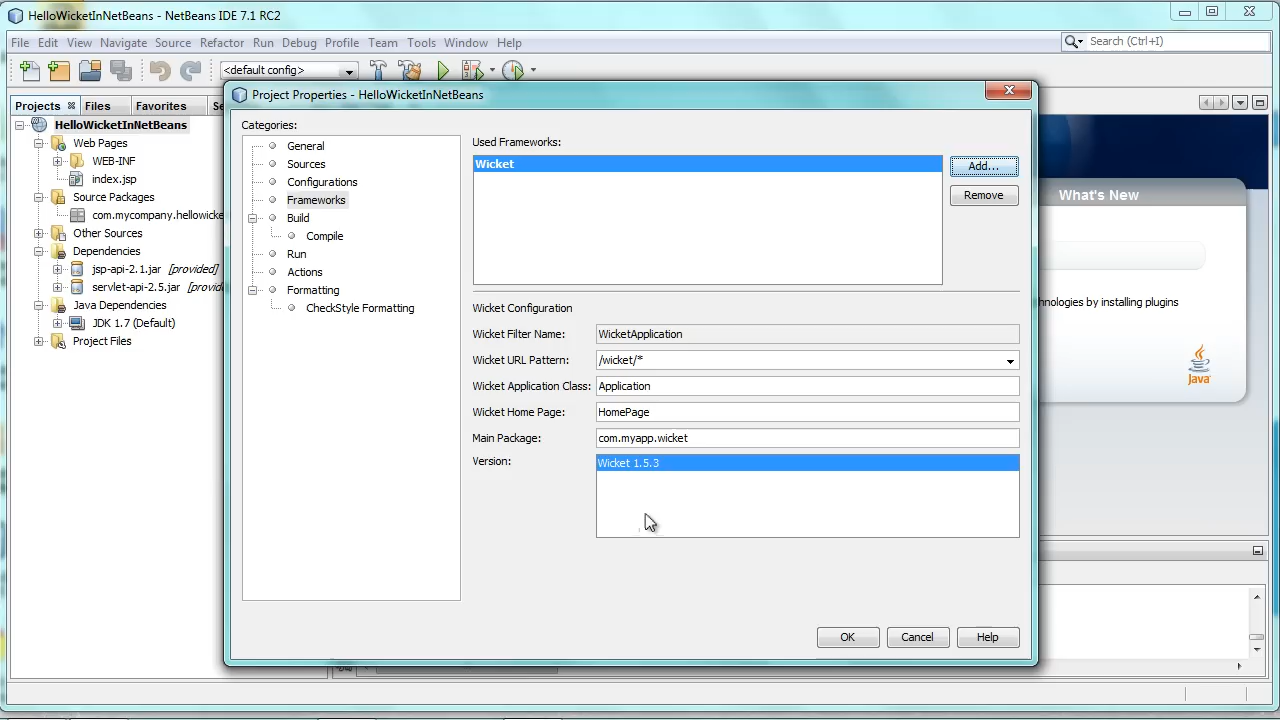 HelloWicketInNetBeans - NetBeans IDE 7.1 RC2
File Edit View Navigate Source Refactor Run Debug Profile Team Tools Window Help
Search (Ctrl+I)
<default config>
Projects Files Favorites
HelloWicketInNetBeans
Web Pages
WEB-INF
index.jsp
Source Packages
com.mycompany.hellowicke
Other Sources
Dependencies
jsp-api-2.1.jar [provided]
servlet-api-2.5.jar [provid
Java Dependencies
JDK 1.7 (Default)
Project Files
Project Properties - HelloWicketInNetBeans
Categories:
General
Sources
Configurations
Frameworks
Build
Compile
Run
Actions
Formatting
CheckStyle Formatting
Used Frameworks:
Wicket
Add...
Remove
Wicket Configuration
Wicket Filter Name: WicketApplication
Wicket URL Pattern: /wicket/*
Wicket Application Class: Application
Wicket Home Page: HomePage
Main Package: com.myapp.wicket
Version: Wicket 1.5.3
OK Cancel Help
What's New
hnologies by installing plugins
Java